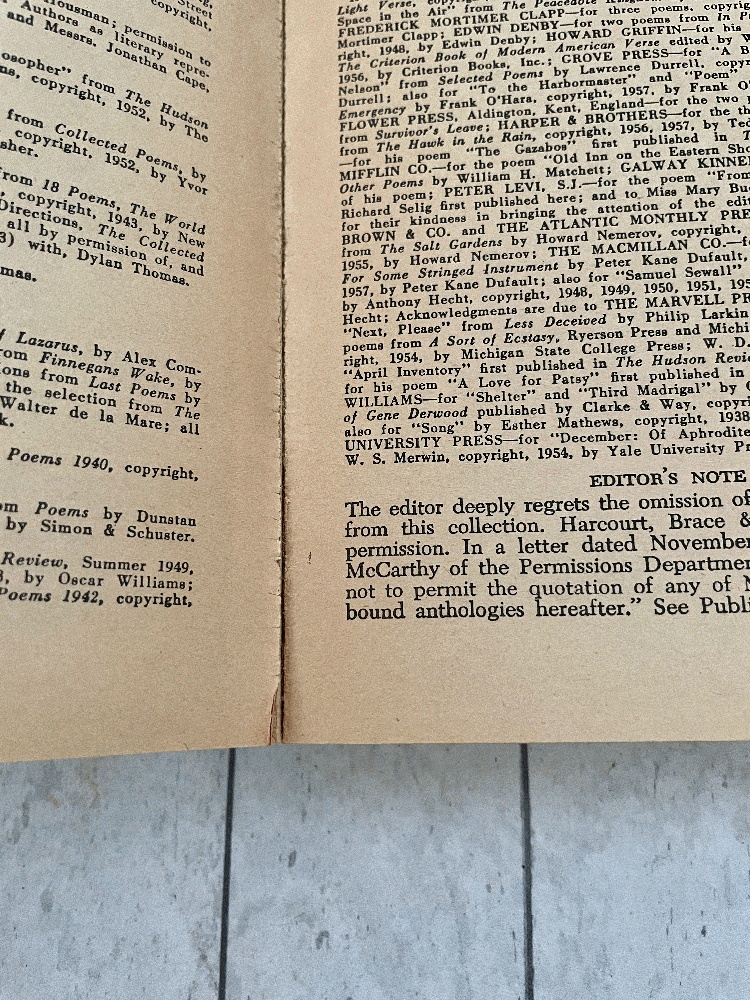 Housman; permission to
Authors as literary repre-
and Messrs. Jonathan Cape,
osopher" from The Hudson
ns, copyright, 1952, by The
from Collected Poems, by
copyright, 1952, by Yvor
sher.
from 18 Poems, The World
, copyright, 1943, by New
Directions, The Collected
all by permission of, and
3) with, Dylan Thomas.
mas.
f Lazarus, by Alex Com-
rom Finnegans Wake, by
ions from Last Poems by
the selection from The
Walter de la Mare; all
k.
Poems 1940, copyright,
om Poems by Dunstan
by Simon & Schuster.
Review, Summer 1949,
3, by Oscar Williams;
Poems 1942, copyright,
Light Verse,
Space in the Air" from The Peaceable
FREDERICK MORTIMER CLAPP—for three poems, copyrig
Mortimer Clapp; EDWIN DENBY—for two poems from In P
right, 1948, by Edwin Denby; HOWARD GRIFFIN—for his
The Criterion Book of Modern American Verse edited by W
1956, by Criterion Books, Inc.; GROVE PRESS—for "A B
Nelson" from Selected Poems by Lawrence Durrell, copyr
Durrell; also for "To the Harbormaster" and "Poem"
Emergency by Frank O'Hara, copyright, 1957, by Frank O'
FLOWER PRESS, Aldington, Kent, England—for the two p
from Survivor's Leave; HARPER & BROTHERS—for the th
from The Hawk in the Rain, copyright, 1956, 1957, by Ted
—for his poem "The Gazabos" first published in T
MIFFLIN CO.—for the poem "Old Inn on the Eastern Sho
Other Poems by William H. Matchett; GALWAY KINNE
of his poem; PETER LEVI, S.J.—for the poem "From
Richard Selig first published here; and to Miss Mary Bu
for their kindness in bringing the attention of the edit
BROWN & CO. and THE ATLANTIC MONTHLY PRE
from The Salt Gardens by Howard Nemerov, copyright,
1955, by Howard Nemerov; THE MACMILLAN CO.—f
For Some Stringed Instrument by Peter Kane Dufault,
1957, by Peter Kane Dufault; also for "Samuel Sewall"
by Anthony Hecht, copyright, 1948, 1949, 1950, 1951, 195
Hecht; Acknowledgments are due to THE MARVELL PR
"Next, Please" from Less Deceived by Philip Larkin
poems from A Sort of Ecstasy, Ryerson Press and Michi
right, 1954, by Michigan State College Press; W. D.
"April Inventory" first published in The Hudson Revie
for his poem "A Love for Patsy" first published in
WILLIAMS—for "Shelter" and "Third Madrigal" by
of Gene Derwood published by Clarke & Way, copyri
also for "Song" by Esther Mathews, copyright, 1938
UNIVERSITY PRESS—for "December: Of Aphrodite
W. S. Merwin, copyright, 1954, by Yale University Pr
EDITOR'S NOTE
The editor deeply regrets the omission of
from this collection. Harcourt, Brace &
permission. In a letter dated November
McCarthy of the Permissions Departmen
not to permit the quotation of any of
bound anthologies hereafter." See Publi